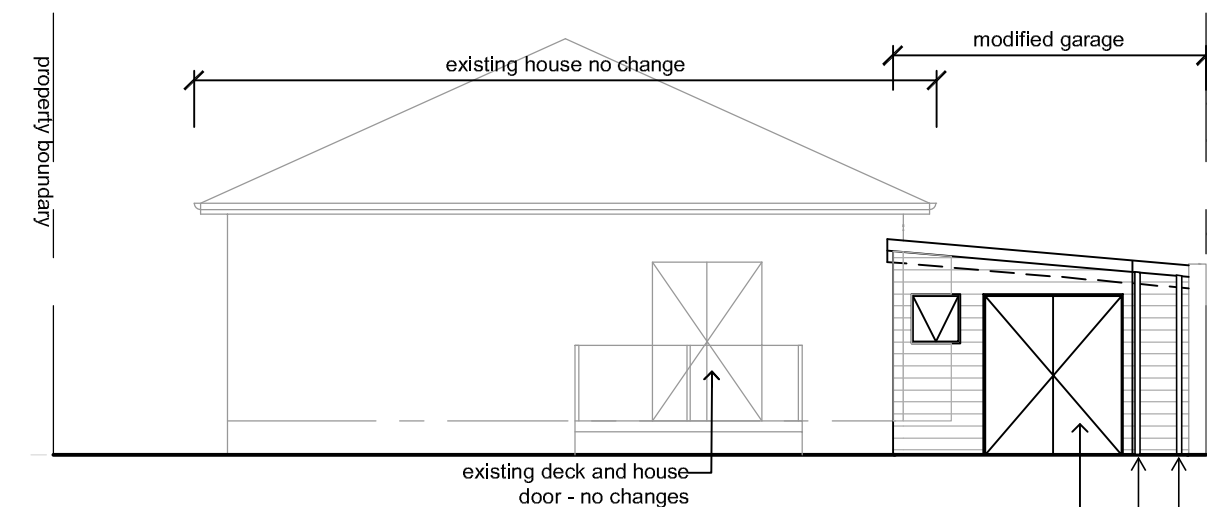 modified garage
existing house no change
property boundary
existing deck and house
door - no changes